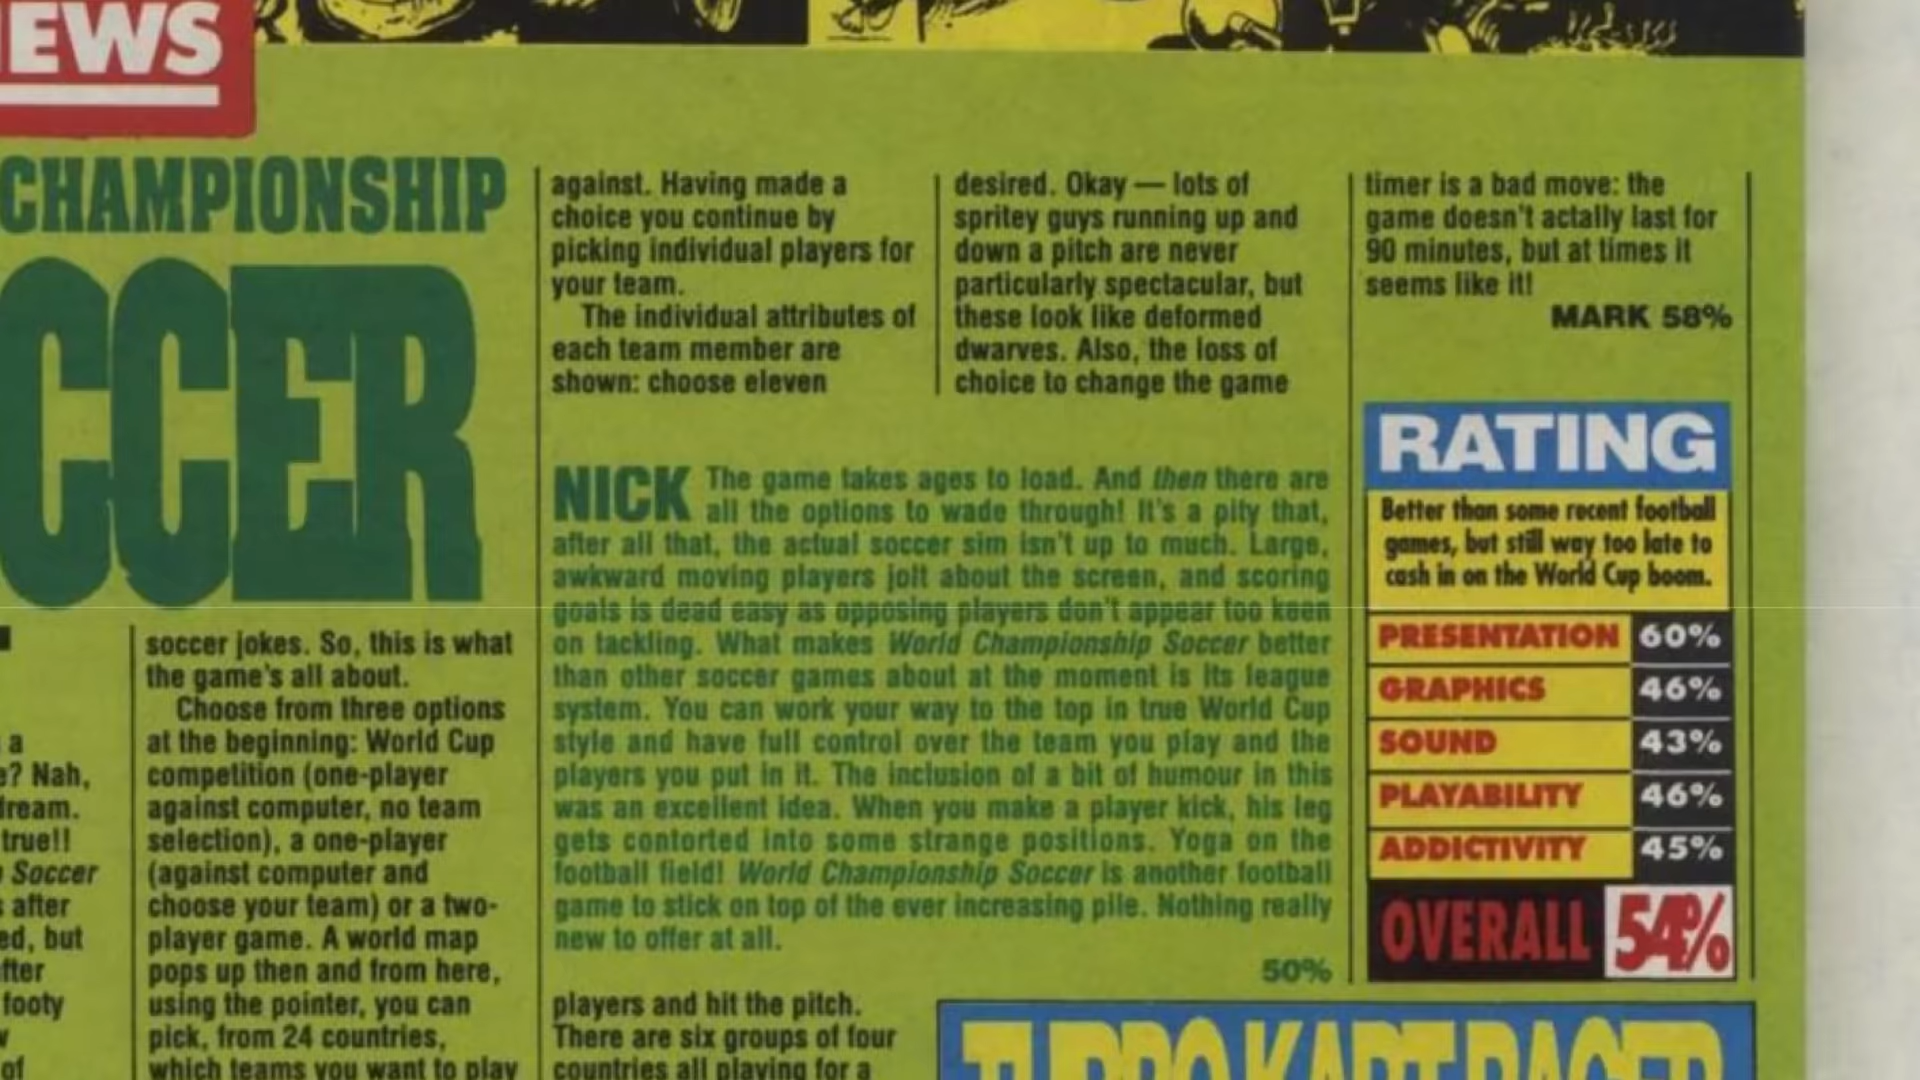 CHAMPIONSHIP
soccer jokes. So, this is what
the game's all about.
Choose from three options
at the beginning: World Cup
competition (one-player
against computer, no team
selection), a one-player
(against computer and
choose your team) or a two-
player game. A world map
pops up then and from here,
using the pointer, you can
pick, from 24 countries,
which teams you want to play
against. Having made a
choice you continue by
picking individual players for
your team.
The individual attributes of
each team member are
shown: choose eleven
players and hit the pitch.
There are six groups of four
countries all playing for a
desired. Okay — lots of
spritey guys running up and
down a pitch are never
particularly spectacular, but
these look like deformed
dwarves. Also, the loss of
choice to change the game
timer is a bad move: the
game doesn't actally last for
90 minutes, but at times it
seems like it!
MARK 58%
NICK The game takes ages to load. And then there are
all the options to wade through! It's a pity that,
after all that, the actual soccer sim isn't up to much. Large,
awkward moving players jolt about the screen, and scoring
goals is dead easy as opposing players don't appear too keen
on tackling. What makes World Championship Soccer better
than other soccer games about at the moment is its league
system. You can work your way to the top in true World Cup
style and have full control over the team you play and the
players you put in it. The inclusion of a bit of humour in this
was an excellent idea. When you make a player kick, his leg
gets contorted into some strange positions. Yoga on the
football field! World Championship Soccer is another football
game to stick on top of the ever increasing pile. Nothing really
new to offer at all.
50%
RATING
Better than some recent football
games, but still way too late to
cash in on the World Cup boom.
PRESENTATION 60%
GRAPHICS 46%
SOUND 43%
PLAYABILITY 46%
ADDICTIVITY 45%
OVERALL 54%